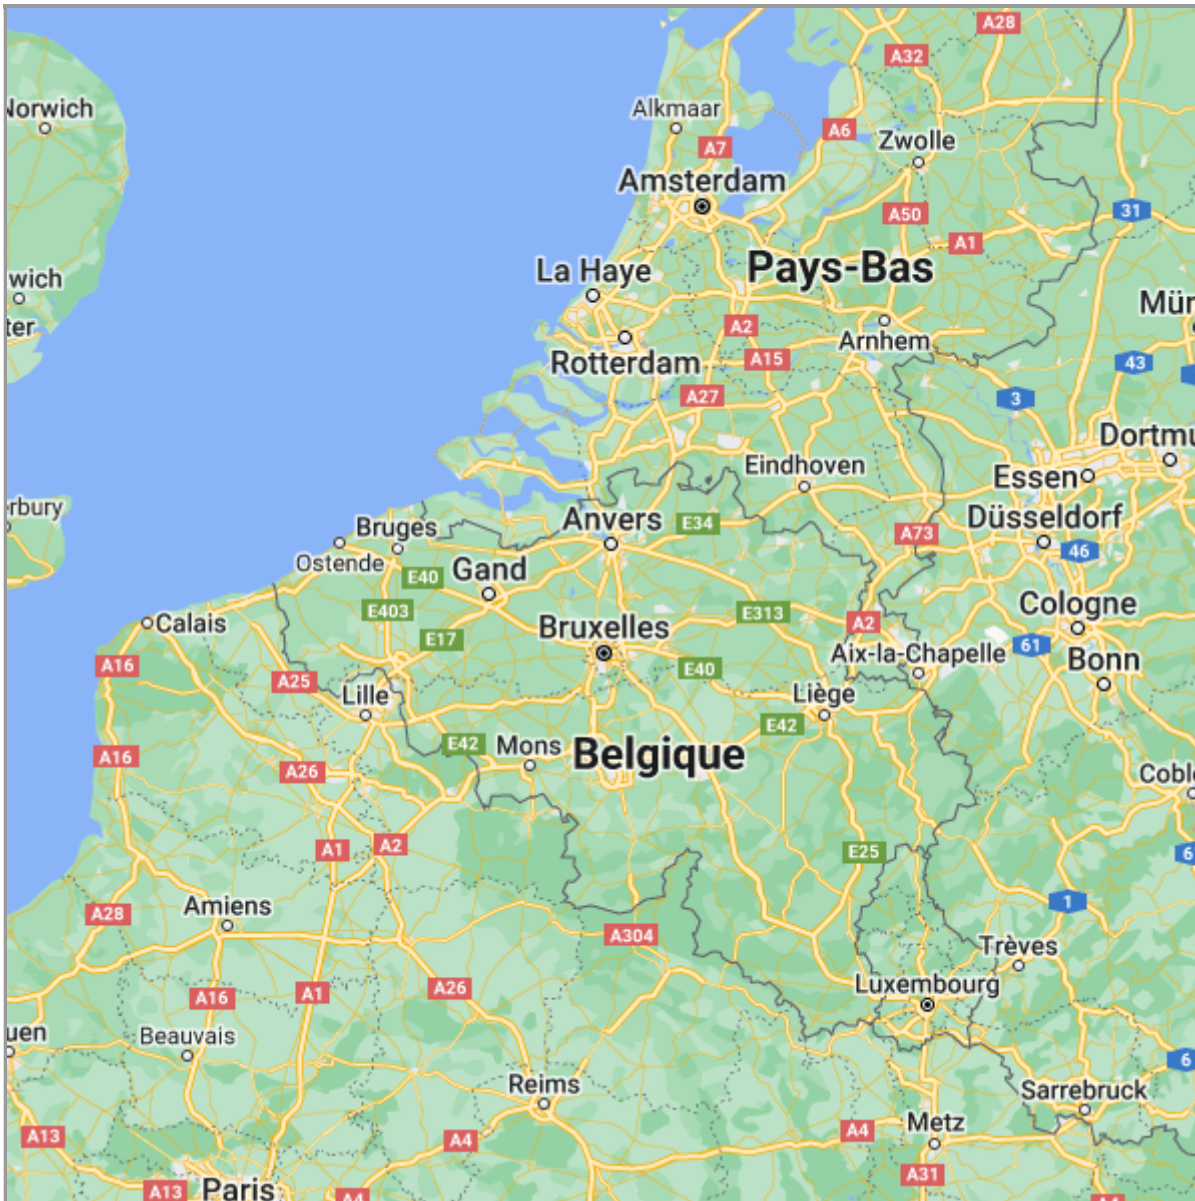 A28
A32
Norwich
Alkmaar
A6
A7
Zwolle
Amsterdam
A50
31
A1
La Haye
Pays-Bas
wich
Mün
ter
A2
Arnhem
Rotterdam
A15
43
A27
3
Dortmu
Eindhoven
Essen
erbury
Bruges
Anvers
E34
Düsseldorf
A73
Ostende
46
Gand
E40
E403
Cologne
E313
Calais
Bruxelles
A2
E17
61
Aix-la-Chapelle
Bonn
A16
E40
A25
Lille
Liège
E42
E42
Mons
Belgique
A16
A26
Coble
A1
A2
E25
6
1
Amiens
A28
A304
Trèves
Luxembourg
A26
A1
A16
uen
Beauvais
6
Reims
Sarrebruck
Metz
A4
A13
A4
A31
Paris
A13
A4